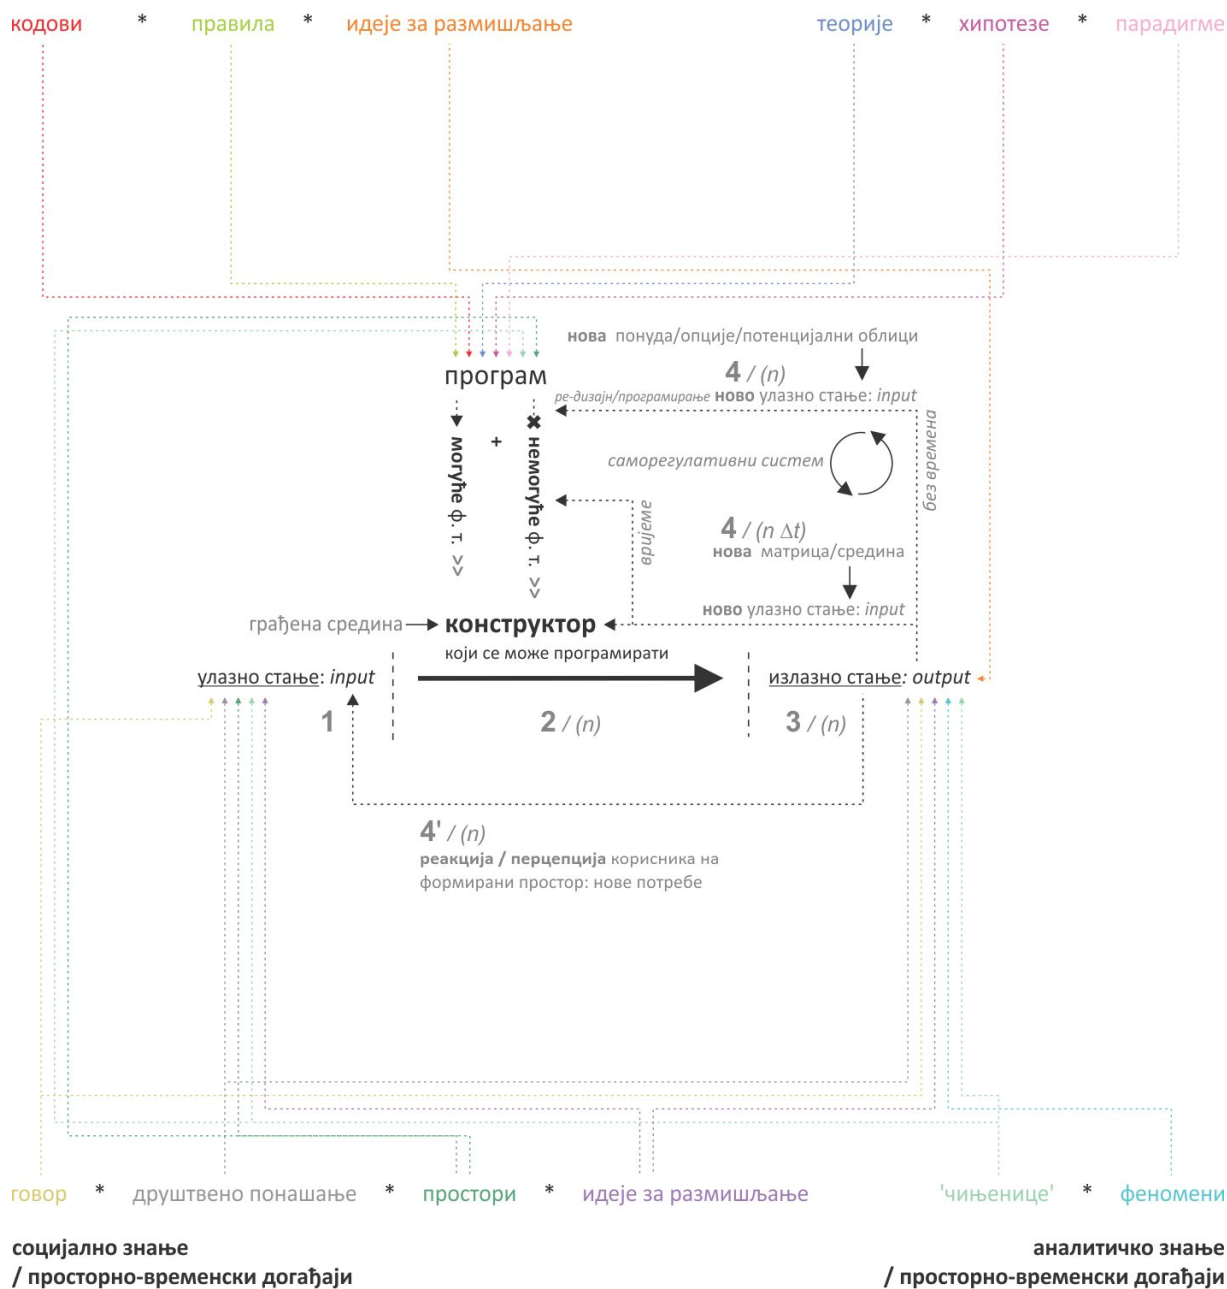 кодови * правила * идеје за размишљање теорије * хипотезе * парадигме
нова понуда/опције/потенцијални облици
4 / (n)
програм
ре-дизајн/програмирање ново улазно стање: input
+
могуће ф. т. >>
немогуће ф. т. >>
саморегулативни систем
без времена
вријеме
4 / (n Δt)
нова матрица/средина
ново улазно стање: input
грађена средина
конструктор
који се може програмирати
улазно стање: input
излазно стање: output
1
2 / (n)
3 / (n)
4' / (n)
реакција / перцепција корисника на
формирани простор: нове потребе
говор * друштвено понашање * простори * идеје за размишљање 'чињенице' * феномени
социјално знање
/ просторно-временски догађаји
аналитичко знање
/ просторно-временски догађаји